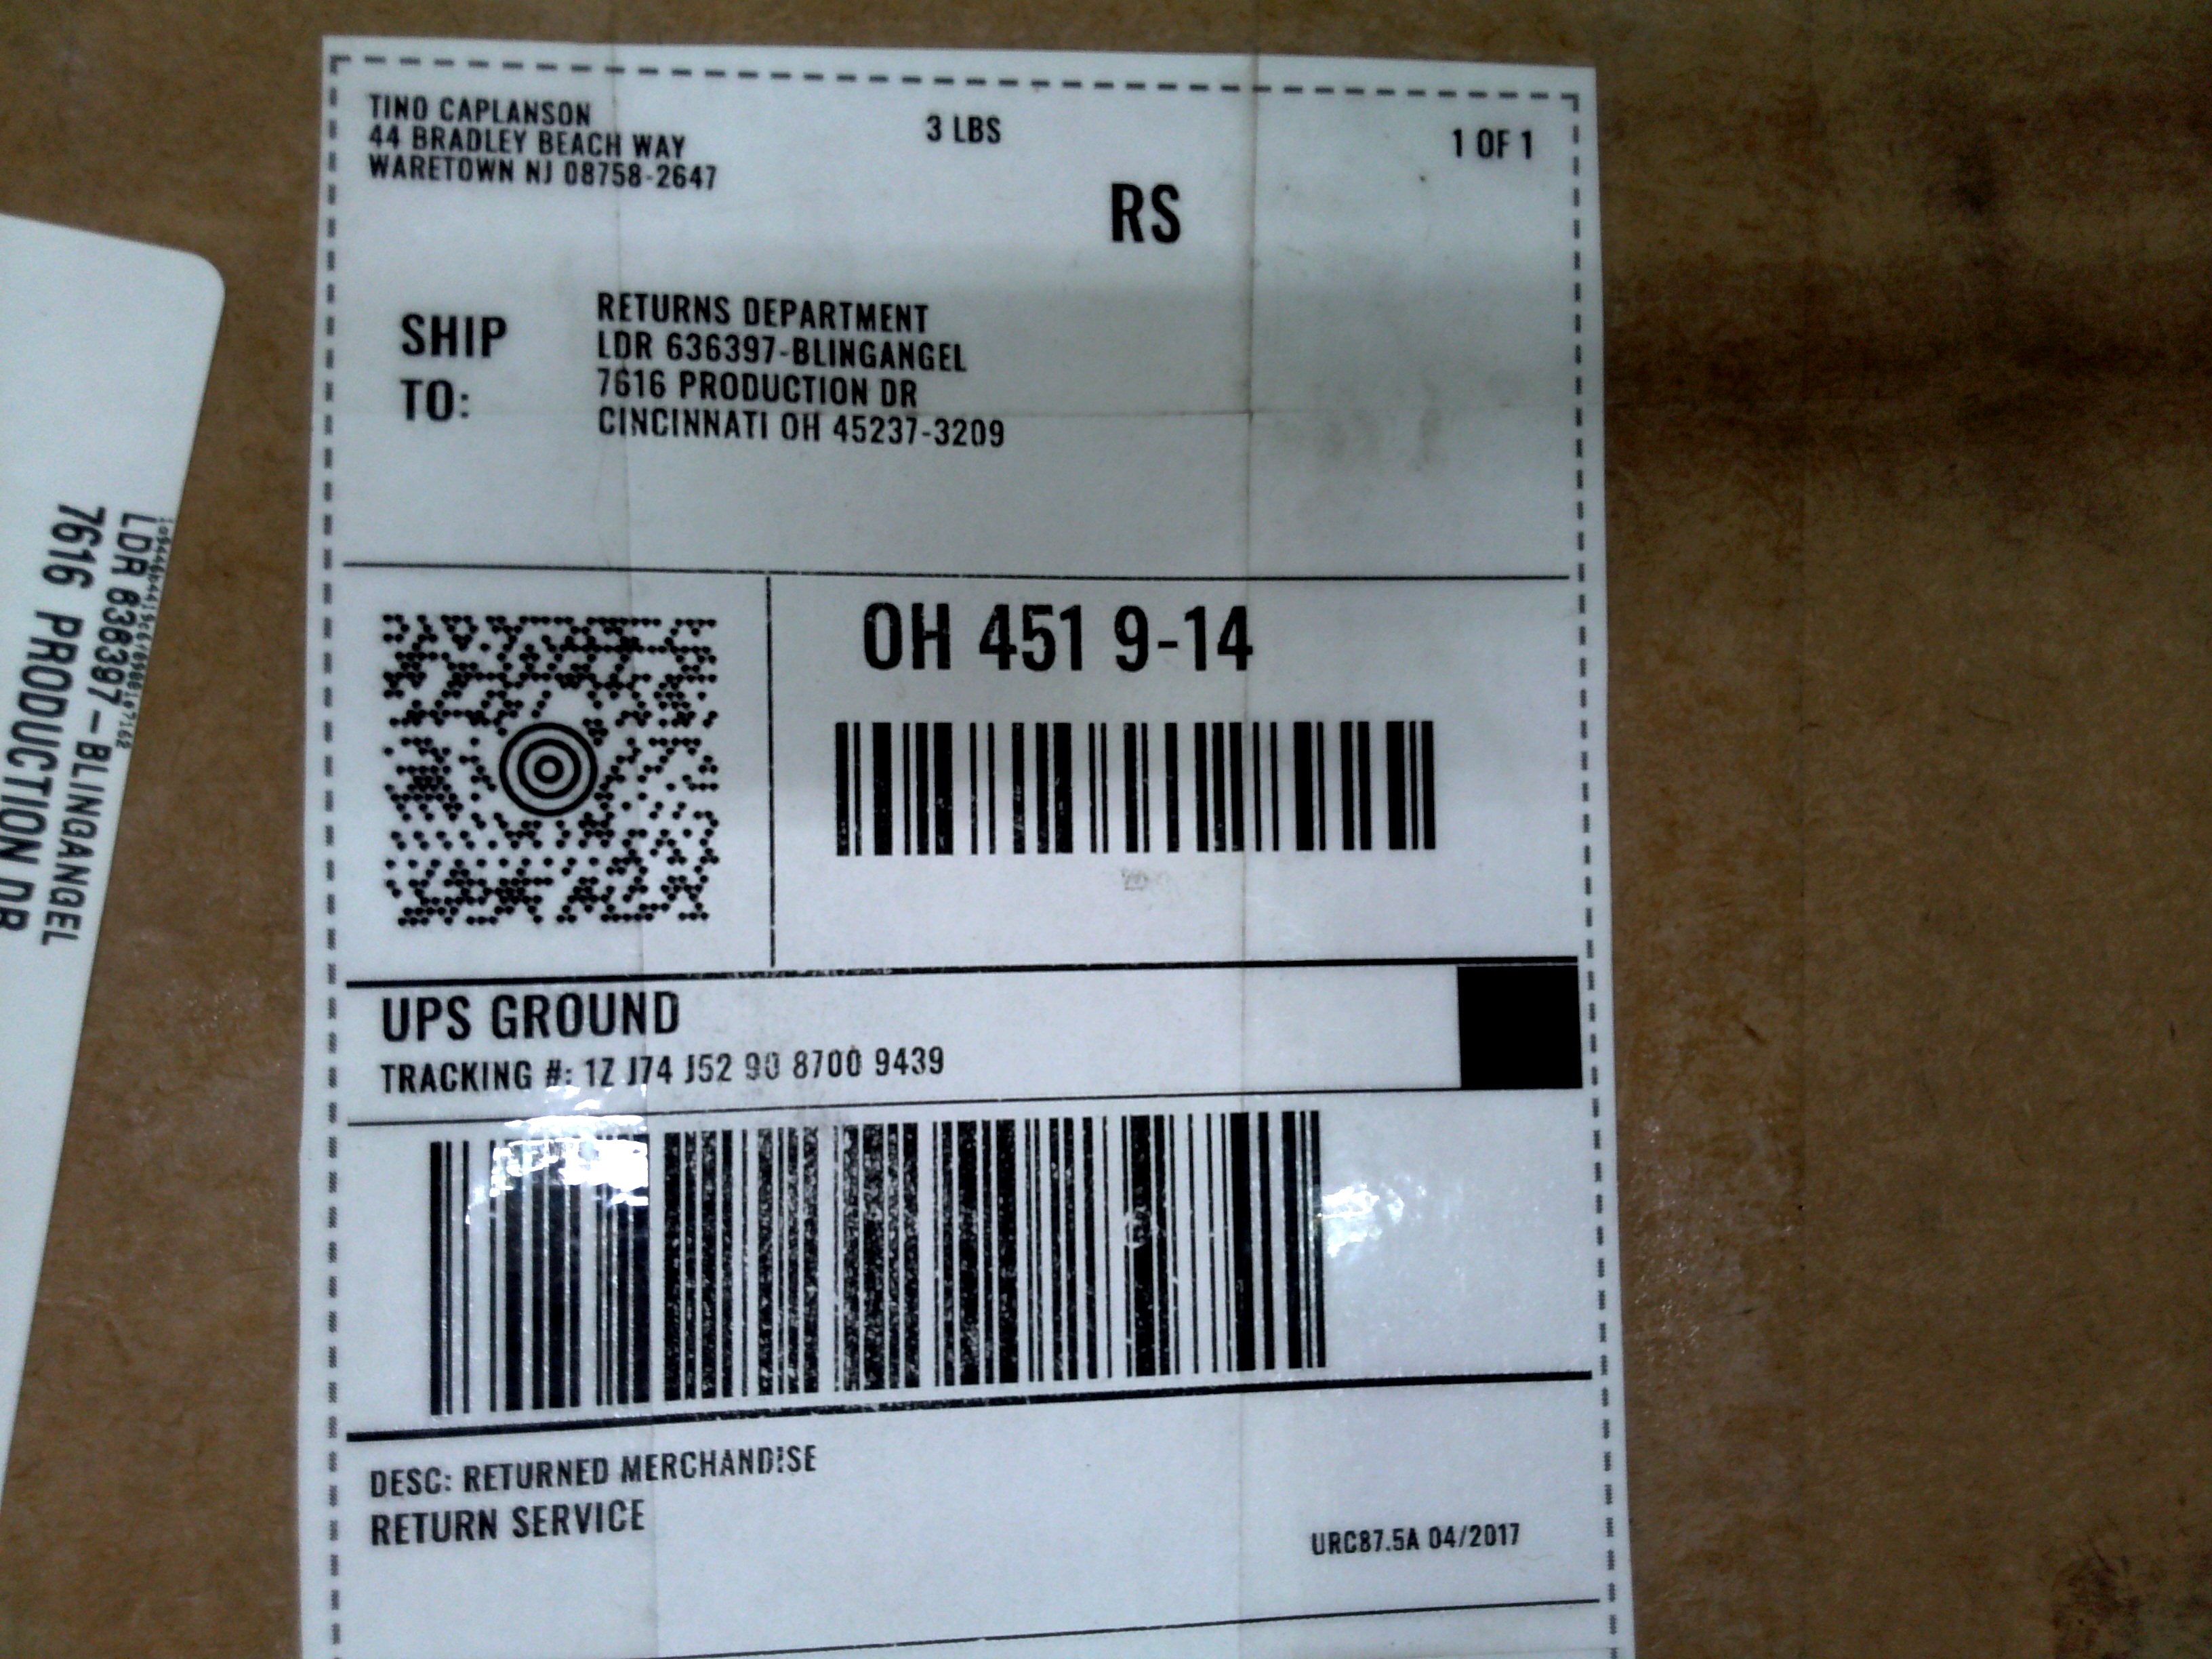 TINO CAPLANSON
44 BRADLEY BEACH WAY
WARETOWN NJ 08758-2647
3 LBS
1 OF 1
RS
SHIP TO:
RETURNS DEPARTMENT
LDR 636397-BLINGANGEL
7616 PRODUCTION DR
CINCINNATI OH 45237-3209
OH 451 9-14
UPS GROUND
TRACKING #: 1Z J74 J52 90 8700 9439
DESC: RETURNED MERCHANDISE
RETURN SERVICE
URC87.5A 04/2017
LDR 636397-BLINGANGEL
7616 PRODUCTION DR